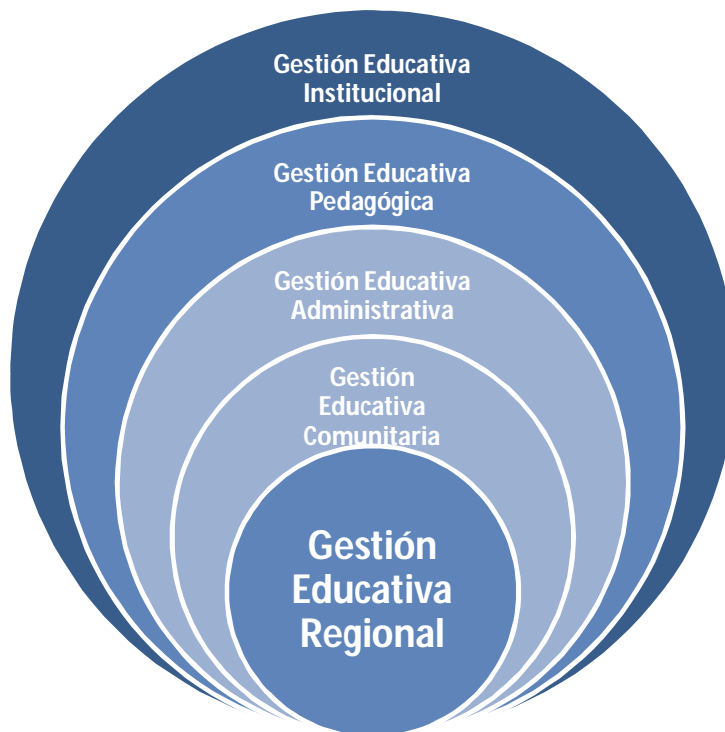 Gestión Educativa
Institucional
Gestión Educativa
Pedagógica
Gestión Educativa
Administrativa
Gestión
Educativa
Comunitaria
Gestión
Educativa
Regional